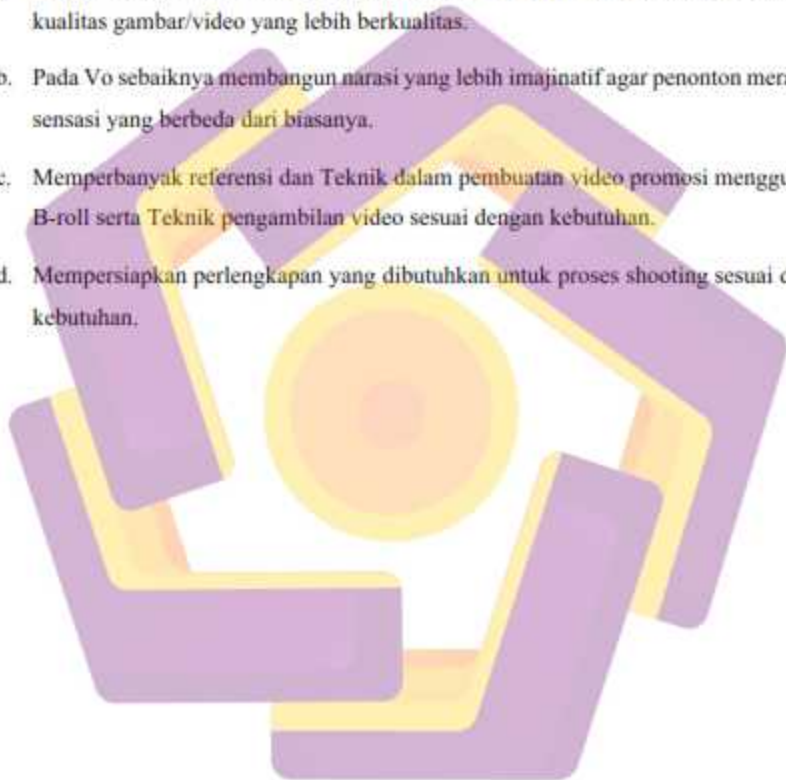 kualitas gambar/video yang lebih berkualitas.
b. Pada Vo sebaiknya membangun narasi yang lebih imajinatif agar penonton
sensasi yang berbeda dari biasanya.
c. Memperbanyak referensi dan Teknik dalam pembuatan video promosi
B-roll serta Teknik pengambilan video sesuai dengan kebutuhan.
d. Mempersiapkan perlengkapan yang dibutuhkan untuk proses shooting sesuai
kebutuhan.